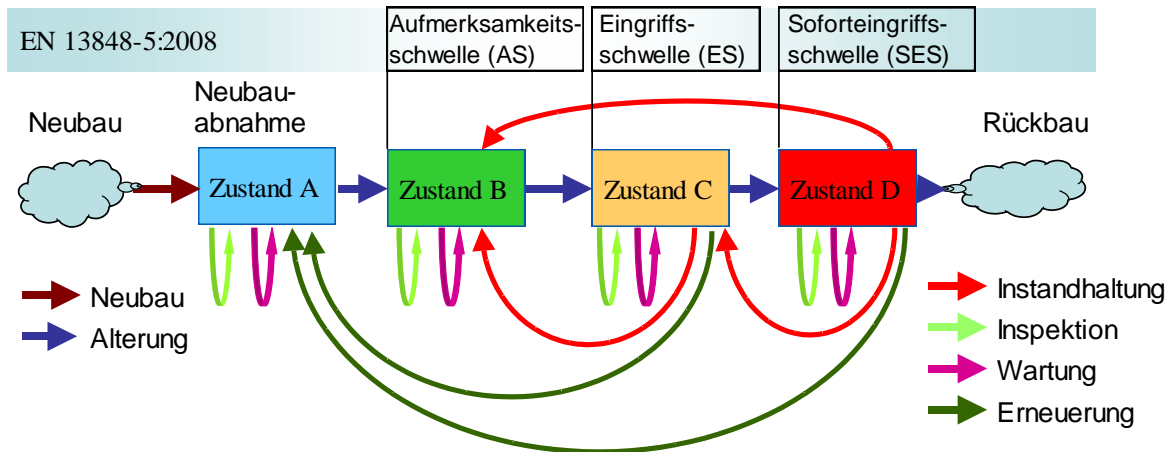 EN 13848-5:2008
Aufmerksamkeits-
schwelle (AS)
Eingriffs-
schwelle (ES)
Soforteingriffs-
schwelle (SES)
Neubau
Neubau-
abnahme
Rückbau
Zustand A
Zustand B
Zustand C
Zustand D
Neubau
Alterung
Instandhaltung
Inspektion
Wartung
Erneuerung